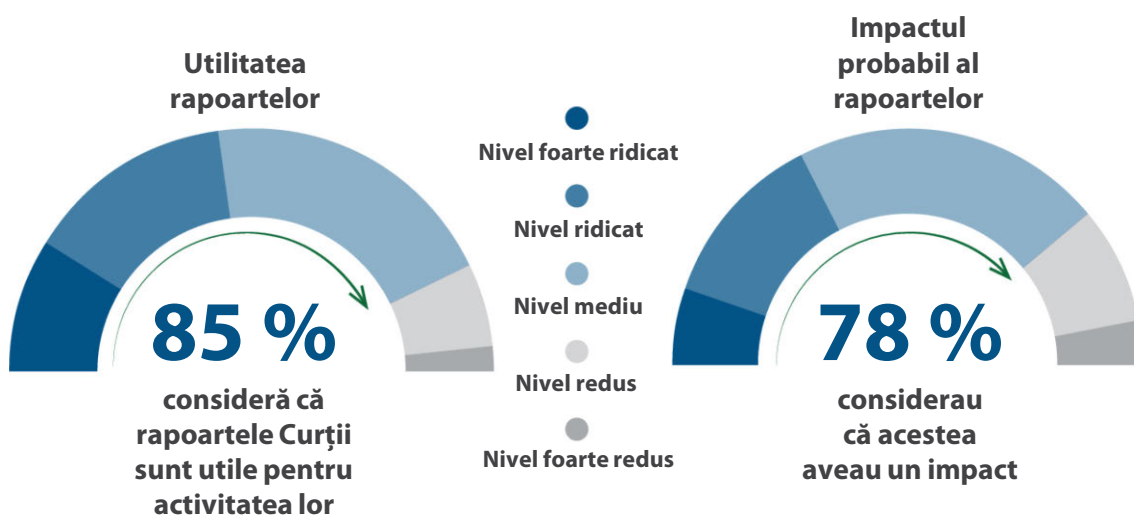 Utilitatea
rapoartelor
85 %
consideră că
rapoartele Curții
sunt utile pentru
activitatea lor
Nivel foarte ridicat
Nivel ridicat
Nivel mediu
Nivel redus
Nivel foarte redus
Impactul
probabil al
rapoartelor
78 %
considerau
că acestea
aveau un impact